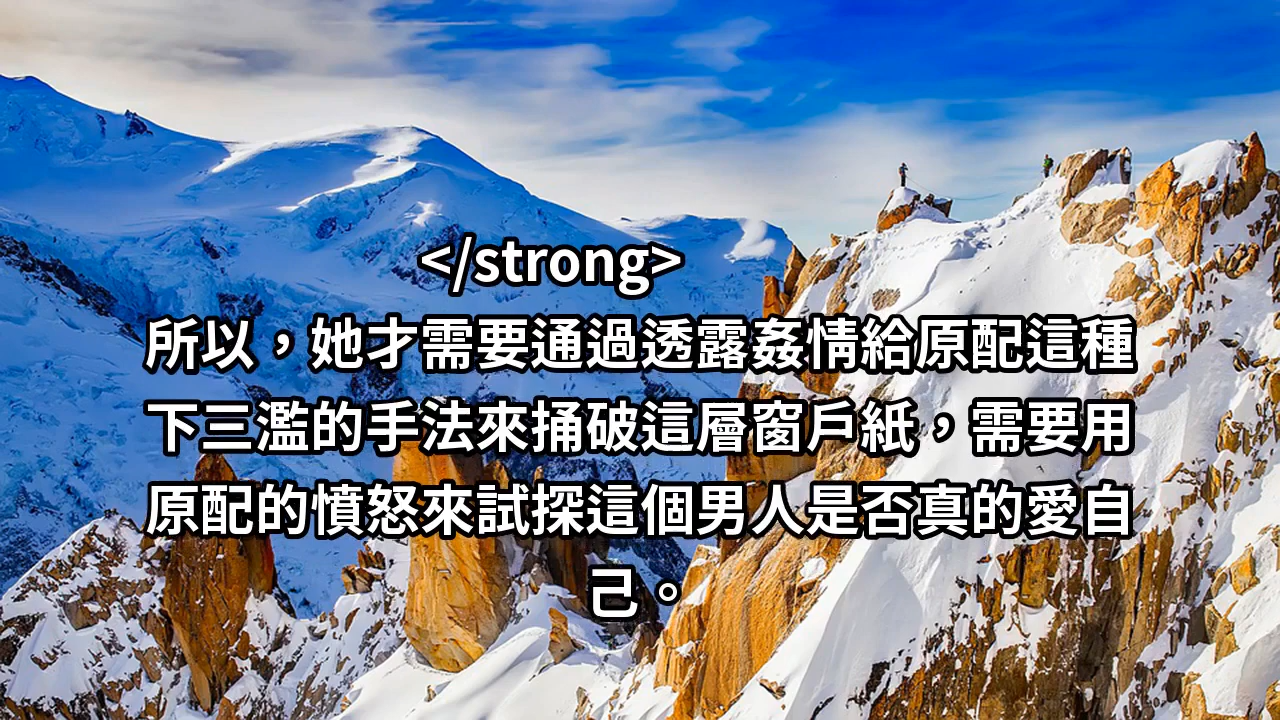 </strong>
所以，她才需要通過透露姦情給原配這種
下三濫的手法來捅破這層窗戶紙，需要用
原配的憤怒來試探這個男人是否真的愛自
己。